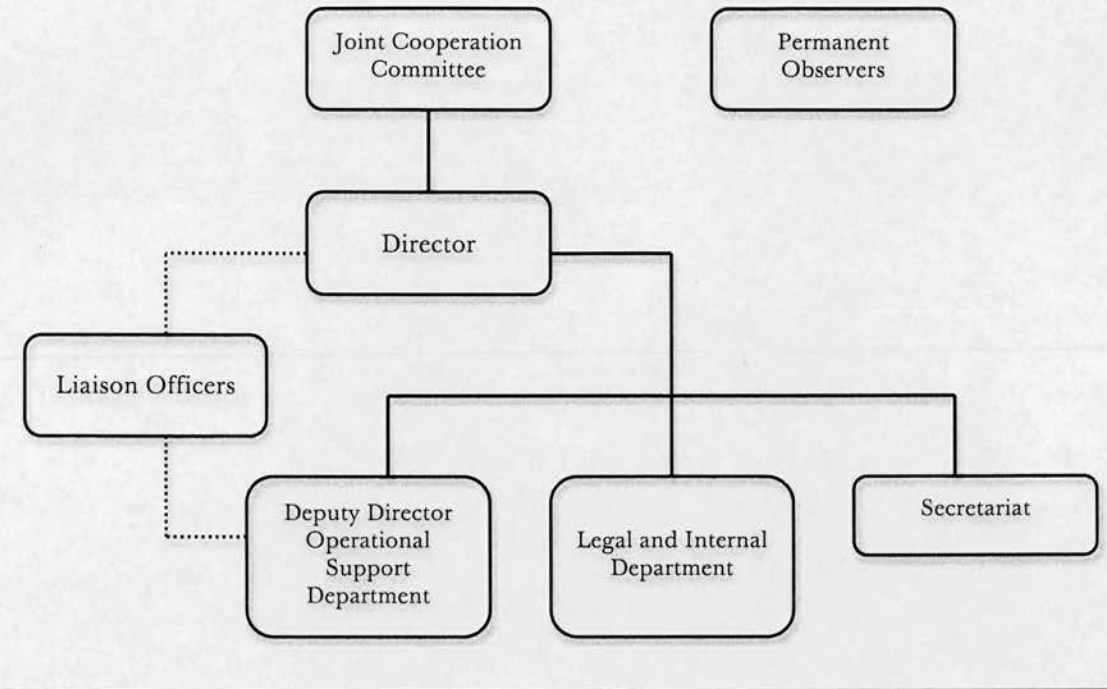 Joint Cooperation
Committee
Permanent
Observers
Director
Liaison Officers
Deputy Director
Operational
Support
Department
Legal and Internal
Department
Secretariat